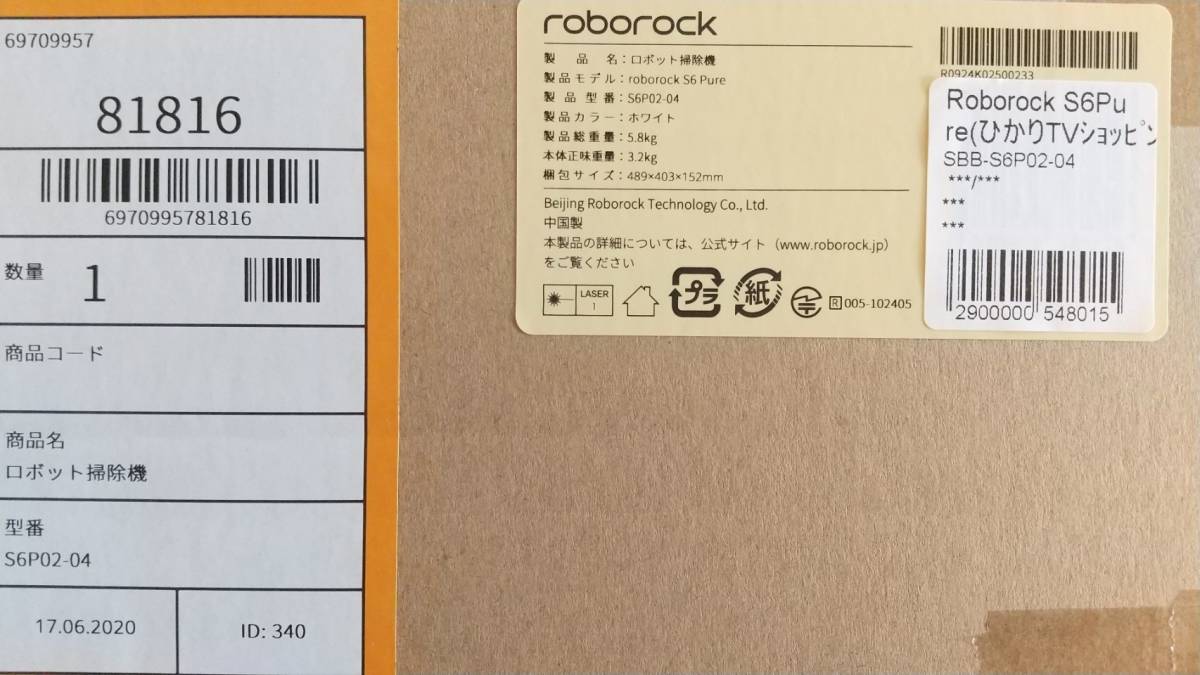 69709957
81816
6970995781816
数量 1
商品コード
商品名
ロボット掃除機
型番
S6P02-04
17.06.2020
ID: 340
roborock
製品名：ロボット掃除機
製品モデル：roborock S6 Pure
製品型番：S6P02-04
製品カラー：ホワイト
製品総重量：5.8kg
本体正味重量：3.2kg
梱包サイズ：489×403×152mm
Beijing Roborock Technology Co., Ltd.
中国製
本製品の詳細については、公式サイト（www.roborock.jp）
をご覧ください
LASER
1
プラ
紙
R 005-102405
R0924K02500233
Roborock S6Pu
re(ひかりTVｼｮｯﾋﾟﾝ
SBB-S6P02-04
***/***
***
***
2900000 548015